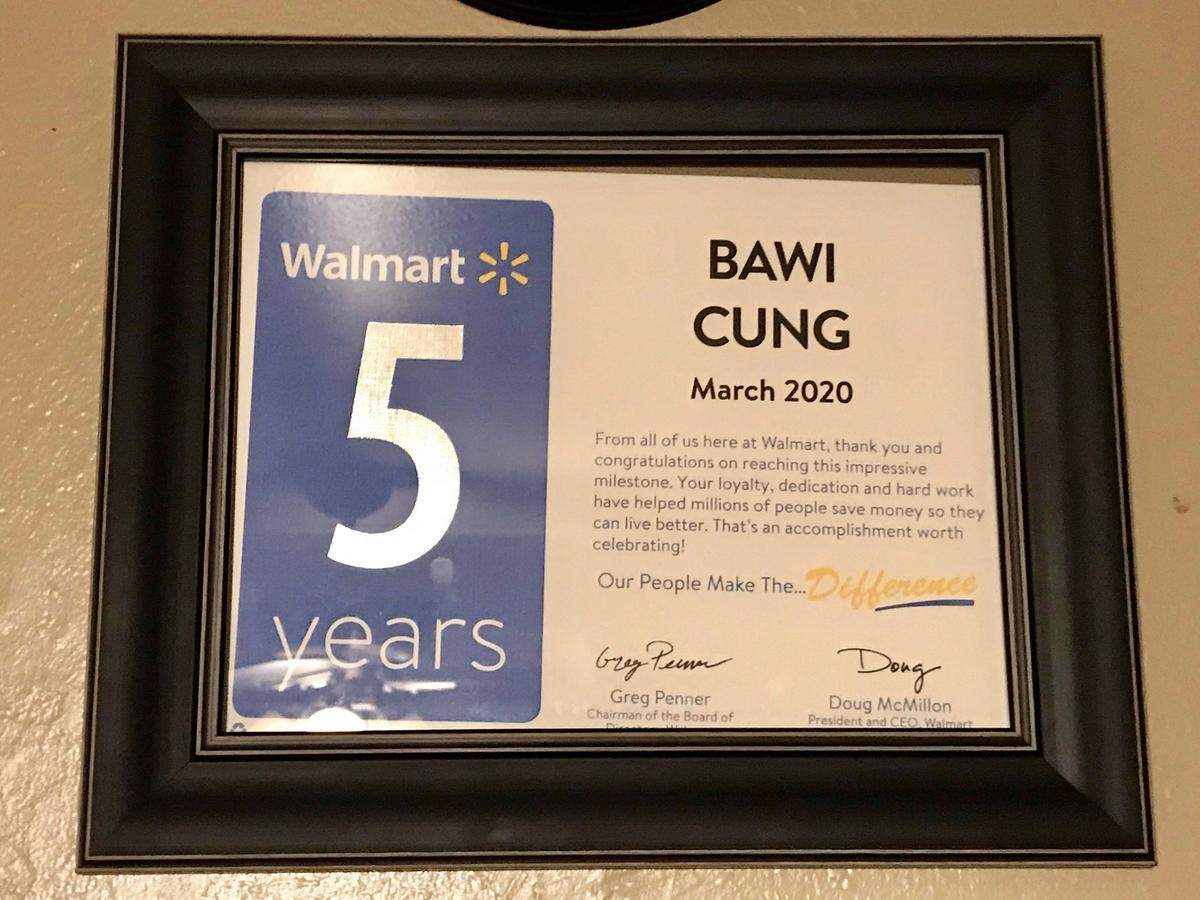 Walmart
5
years
BAWI
CUNG
March 2020
From all of us here at Walmart, thank you and
congratulations on reaching this impressive
milestone. Your loyalty, dedication and hard work
have helped millions of people save money so they
can live better. That's an accomplishment worth
celebrating!
Our People Make The... Difference
Greg Penner
Greg Penner
Chairman of the Board of
Doug
Doug McMillon
President and CEO, Walmart